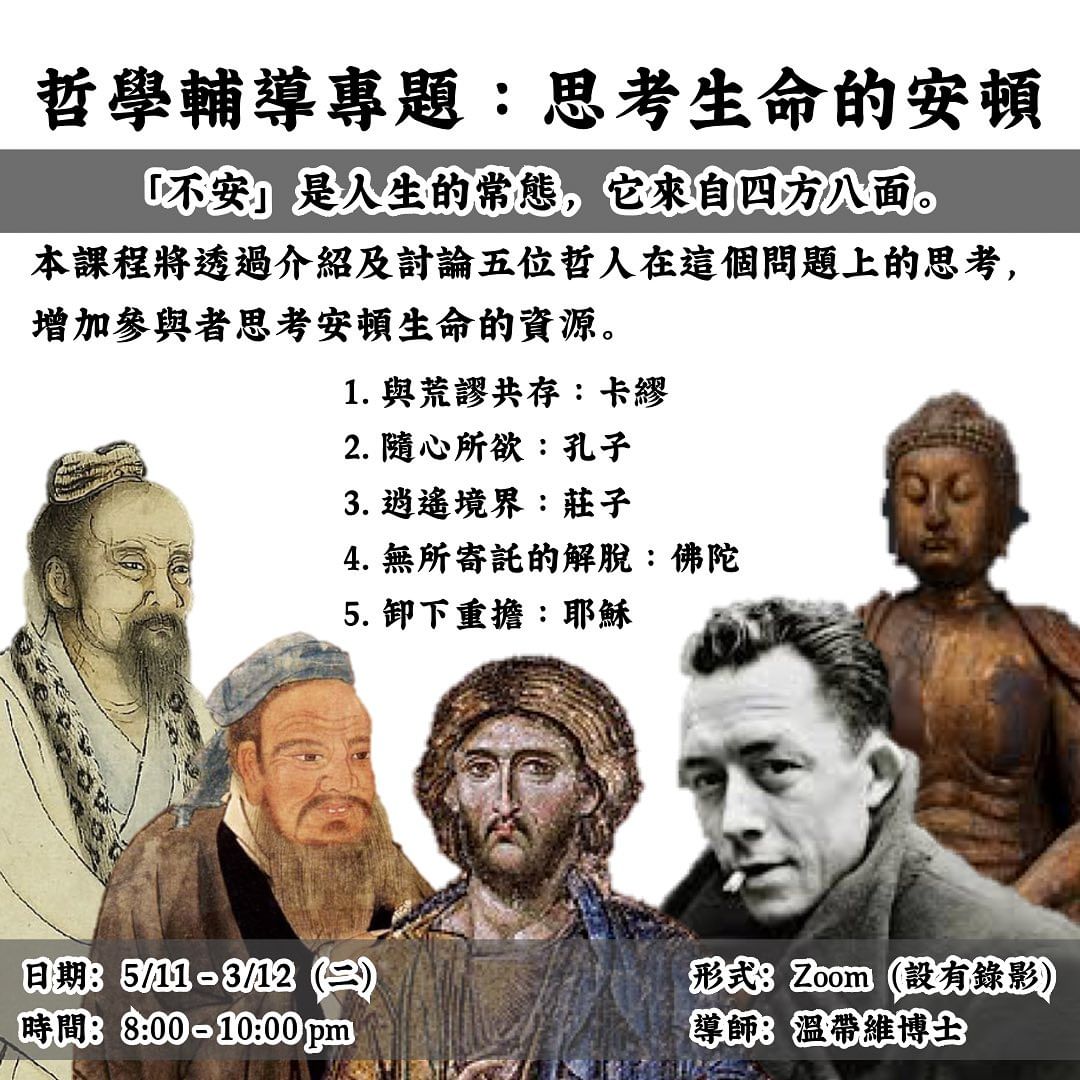 哲學輔導專題：思考生命的安頓
「不安」是人生的常態，它來自四方八面。
本課程將透過介紹及討論五位哲人在這個問題上的思考，
增加參與者思考安頓生命的資源。
1. 與荒謬共存：卡繆
2. 隨心所欲：孔子
3. 逍遙境界：莊子
4. 無所寄託的解脫：佛陀
5. 卸下重擔：耶穌
日期：5/11 – 3/12（二）
時間：8:00 – 10:00 pm
形式：Zoom（設有錄影）
導師：溫帶維博士